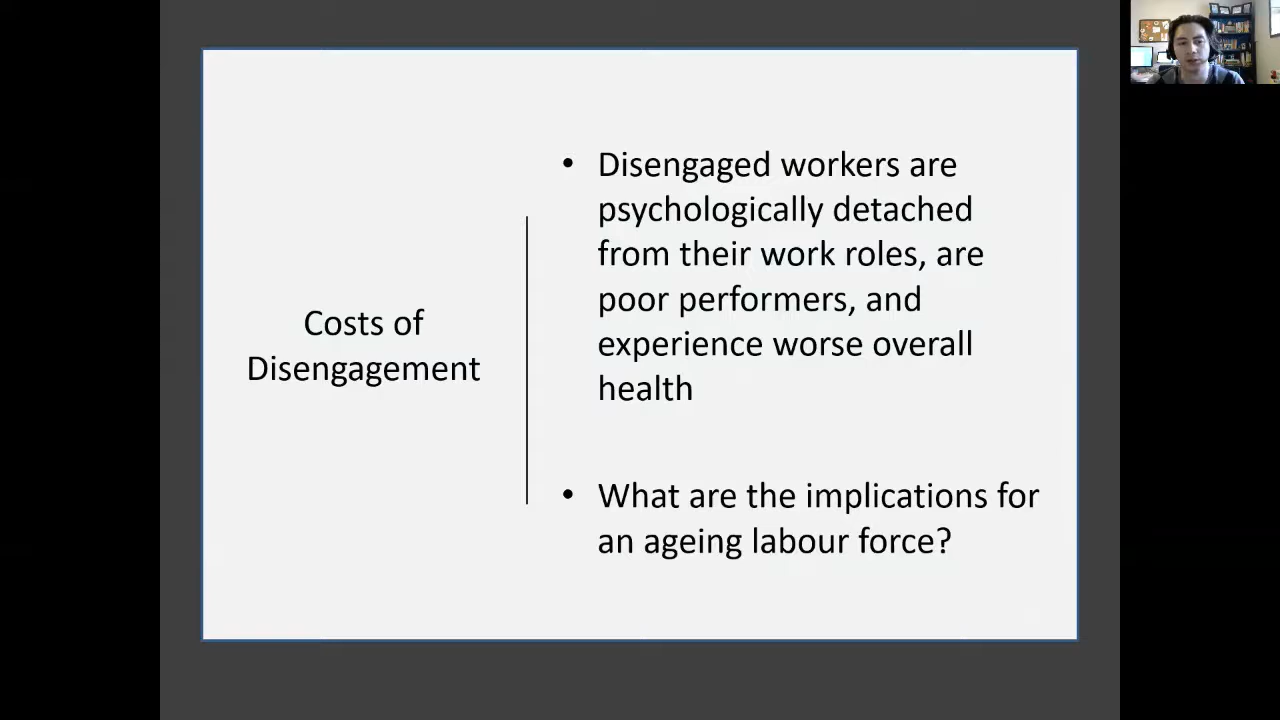 Costs of
Disengagement
• Disengaged workers are
psychologically detached
from their work roles, are
poor performers, and
experience worse overall
health
• What are the implications for
an ageing labour force?